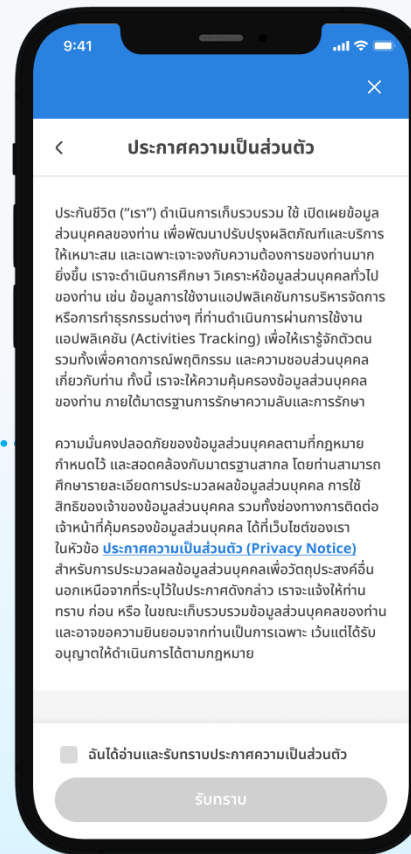 9:41
ประกาศความเป็นส่วนตัว
ประกันชีวิต (“เรา”) ดำเนินการเก็บรวบรวม ใช้ เปิดเผยข้อมูล
ส่วนบุคคลของท่าน เพื่อพัฒนาปรับปรุงผลิตภัณฑ์และบริการ
ให้เหมาะสม และเฉพาะเจาะจงกับความต้องการของท่านมาก
ยิ่งขึ้น เราจะดำเนินการศึกษา วิเคราะห์ข้อมูลส่วนบุคคลทั่วไป
ของท่าน เช่น ข้อมูลการใช้งานแอปพลิเคชันการบริหารจัดการ
หรือการทำธุรกรรมต่างๆ ที่ท่านดำเนินการผ่านการใช้งาน
แอปพลิเคชัน (Activities Tracking) เพื่อให้เรารู้จักตัวตน
รวมทั้งเพื่อคาดการณ์พฤติกรรม และความชอบส่วนบุคคล
เกี่ยวกับท่าน ทั้งนี้ เราจะให้ความคุ้มครองข้อมูลส่วนบุคคล
ของท่าน ภายใต้มาตรฐานการรักษาความลับและการรักษา
ความมั่นคงปลอดภัยของข้อมูลส่วนบุคคลตามที่กฎหมาย
กำหนดไว้ และสอดคล้องกับมาตรฐานสากล โดยท่านสามารถ
ศึกษารายละเอียดการประมวลผลข้อมูลส่วนบุคคล การใช้
สิทธิของเจ้าของข้อมูลส่วนบุคคล รวมทั้งช่องทางการติดต่อ
เจ้าหน้าที่คุ้มครองข้อมูลส่วนบุคคล ได้ที่เว็บไซต์ของเรา
ในหัวข้อ ประกาศความเป็นส่วนตัว (Privacy Notice)
สำหรับการประมวลผลข้อมูลส่วนบุคคลเพื่อวัตถุประสงค์อื่น
นอกเหนือจากที่ระบุไว้ในประกาศดังกล่าว เราจะแจ้งให้ท่าน
ทราบ ก่อน หรือ ในขณะเก็บรวบรวมข้อมูลส่วนบุคคลของท่าน
และอาจขอความยินยอมจากท่านเป็นการเฉพาะ เว้นแต่ได้รับ
อนุญาตให้ดำเนินการได้ตามกฎหมาย
ฉันได้อ่านและรับทราบประกาศความเป็นส่วนตัว
รับทราบ